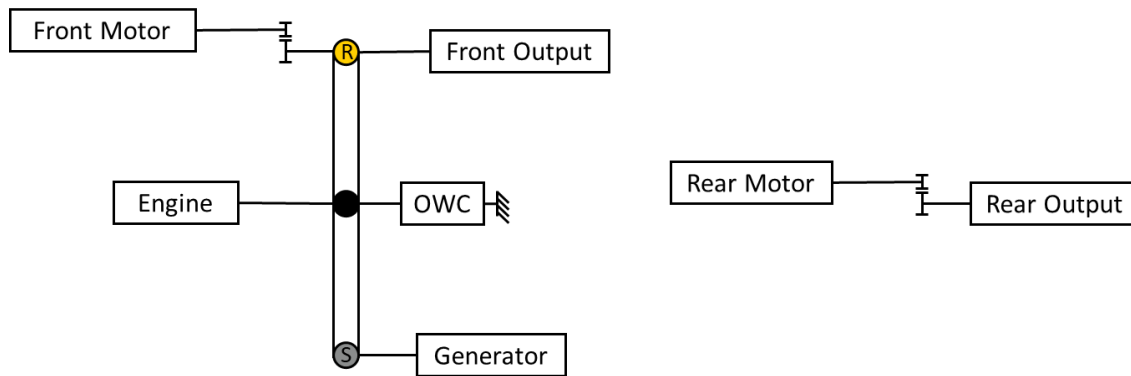 Front Motor
R
Front Output
Engine
OWC
Rear Motor
Rear Output
S
Generator